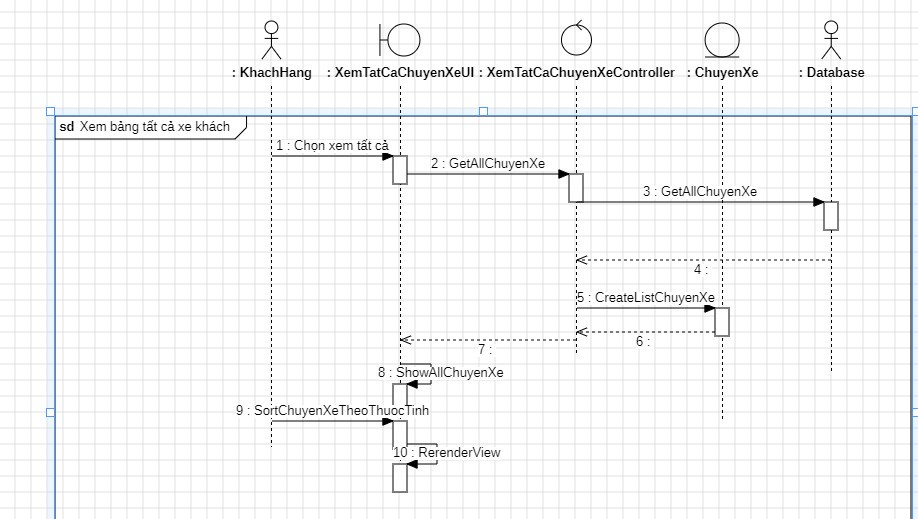 : KhachHang
: XemTatCaChuyenXeUI
: XemTatCaChuyenXeController
: ChuyenXe
: Database
sd Xem bảng tất cả xe khách
1 : Chọn xem tất cả
2 : GetAllChuyenXe
3 : GetAllChuyenXe
4 :
5 : CreateListChuyenXe
6 :
7 :
8 : ShowAllChuyenXe
9 : SortChuyenXeTheoThuocTinh
10 : RerenderView